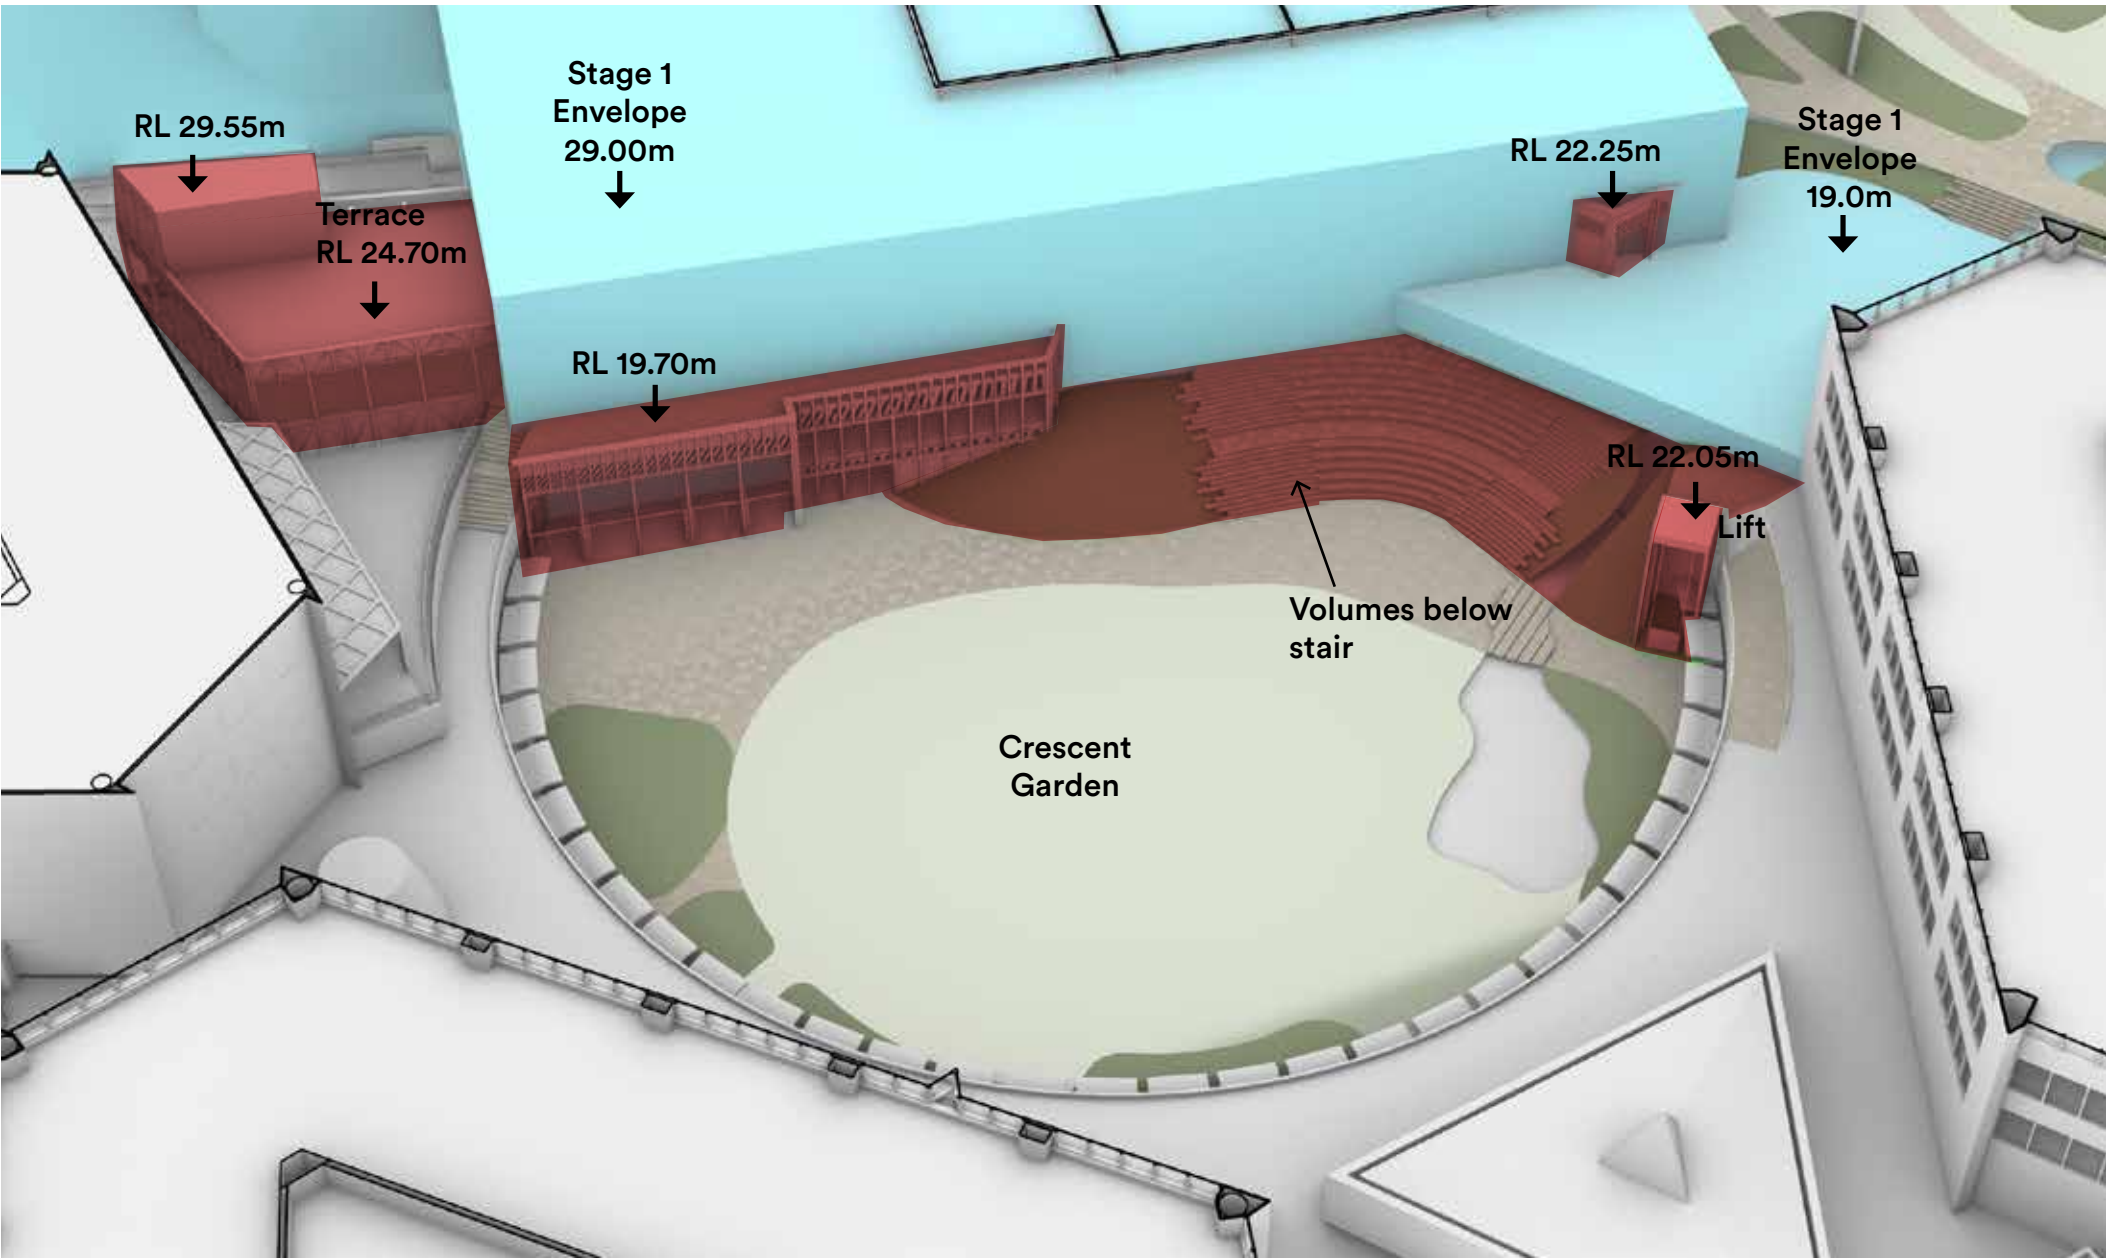 Stage 1
Envelope
29.00m
RL 29.55m
Stage 1
Envelope
19.0m
RL 22.25m
Terrace
RL 24.70m
RL 19.70m
RL 22.05m
Lift
Volumes below
stair
Crescent
Garden